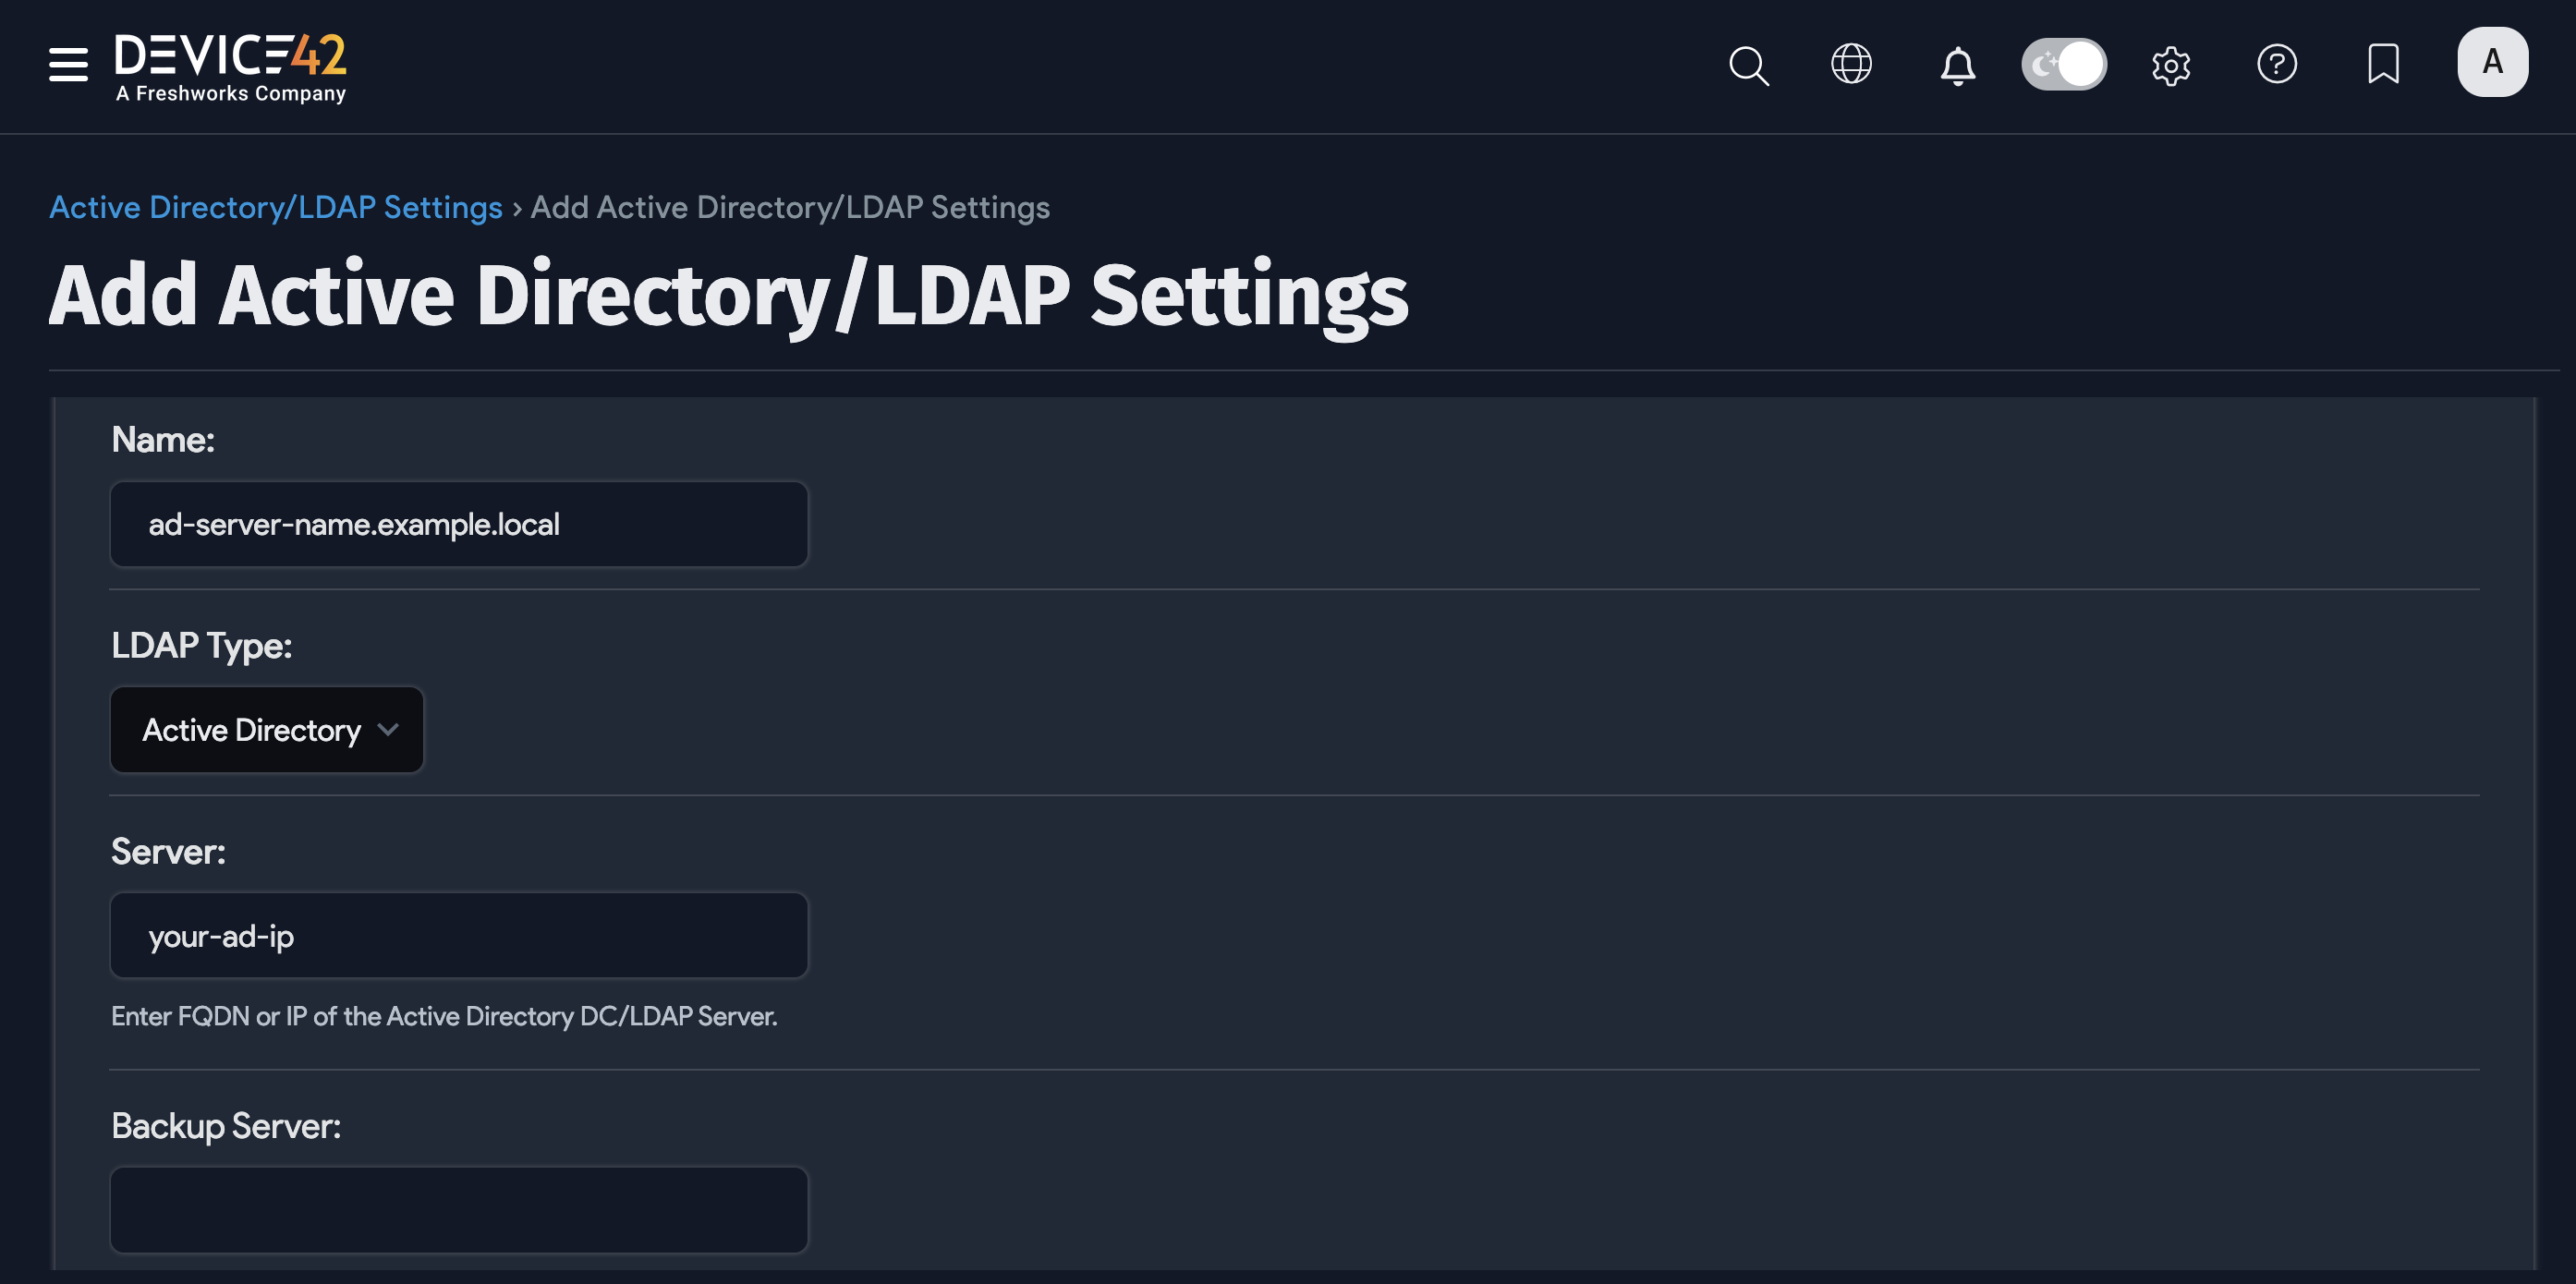 DEVICE42
A Freshworks Company
A
Active Directory/LDAP Settings › Add Active Directory/LDAP Settings
Add Active Directory/LDAP Settings
Name:
ad-server-name.example.local
LDAP Type:
Active Directory
Server:
your-ad-ip
Enter FQDN or IP of the Active Directory DC/LDAP Server.
Backup Server: